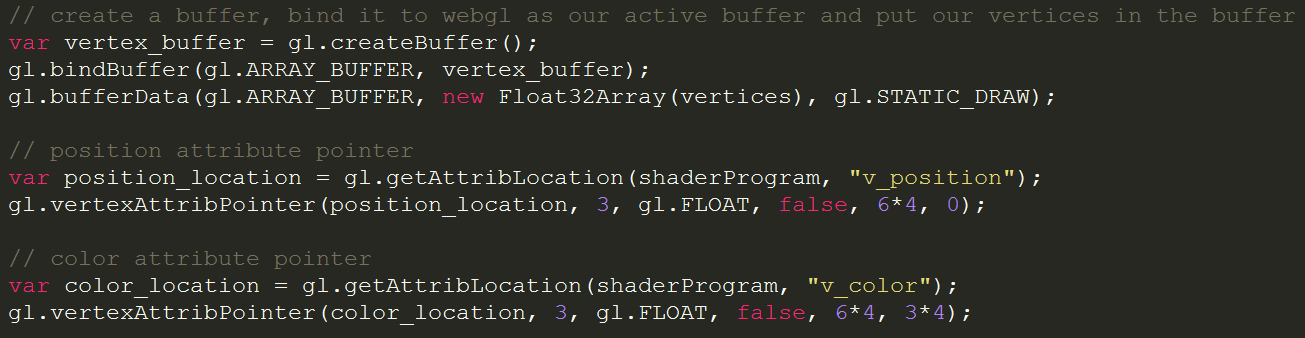 // create a buffer, bind it to webgl as our active buffer and put our vertices in the buffer
var vertex_buffer = gl.createBuffer();
gl.bindBuffer(gl.ARRAY_BUFFER, vertex_buffer);
gl.bufferData(gl.ARRAY_BUFFER, new Float32Array(vertices), gl.STATIC_DRAW);
// position attribute pointer
var position_location = gl.getAttribLocation(shaderProgram, "v_position");
gl.vertexAttribPointer(position_location, 3, gl.FLOAT, false, 6*4, 0);
// color attribute pointer
var color_location = gl.getAttribLocation(shaderProgram, "v_color");
gl.vertexAttribPointer(color_location, 3, gl.FLOAT, false, 6*4, 3*4);